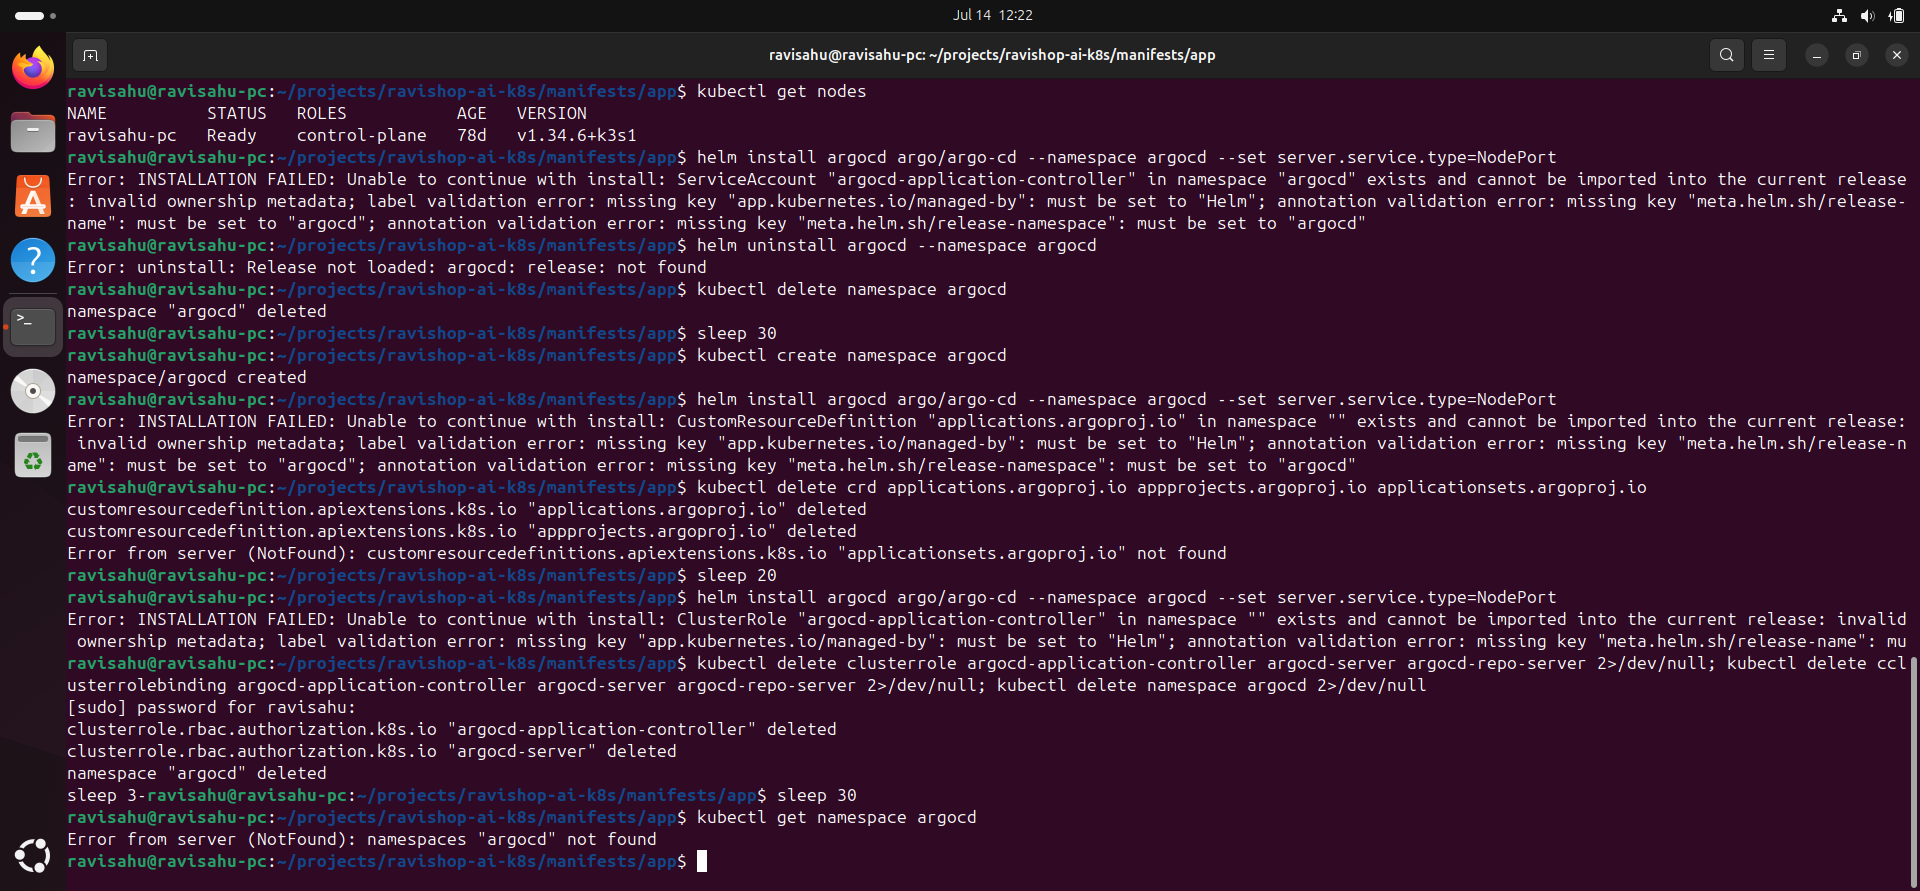 Jul 14 12:22
ravisahu@ravisahu-pc: ~/projects/ravishop-ai-k8s/manifests/app
ravisahu@ravisahu-pc:~/projects/ravishop-ai-k8s/manifests/app$ kubectl get nodes
NAME          STATUS   ROLES           AGE   VERSION
ravisahu-pc   Ready    control-plane   78d   v1.34.6+k3s1
ravisahu@ravisahu-pc:~/projects/ravishop-ai-k8s/manifests/app$ helm install argocd argo/argo-cd --namespace argocd --set server.service.type=NodePort
Error: INSTALLATION FAILED: Unable to continue with install: ServiceAccount "argocd-application-controller" in namespace "argocd" exists and cannot be imported into the current release
: invalid ownership metadata; label validation error: missing key "app.kubernetes.io/managed-by": must be set to "Helm"; annotation validation error: missing key "meta.helm.sh/release-
name": must be set to "argocd"; annotation validation error: missing key "meta.helm.sh/release-namespace": must be set to "argocd"
ravisahu@ravisahu-pc:~/projects/ravishop-ai-k8s/manifests/app$ helm uninstall argocd --namespace argocd
Error: uninstall: Release not loaded: argocd: release: not found
ravisahu@ravisahu-pc:~/projects/ravishop-ai-k8s/manifests/app$ kubectl delete namespace argocd
namespace "argocd" deleted
ravisahu@ravisahu-pc:~/projects/ravishop-ai-k8s/manifests/app$ sleep 30
ravisahu@ravisahu-pc:~/projects/ravishop-ai-k8s/manifests/app$ kubectl create namespace argocd
namespace/argocd created
ravisahu@ravisahu-pc:~/projects/ravishop-ai-k8s/manifests/app$ helm install argocd argo/argo-cd --namespace argocd --set server.service.type=NodePort
Error: INSTALLATION FAILED: Unable to continue with install: CustomResourceDefinition "applications.argoproj.io" in namespace "" exists and cannot be imported into the current release:
 invalid ownership metadata; label validation error: missing key "app.kubernetes.io/managed-by": must be set to "Helm"; annotation validation error: missing key "meta.helm.sh/release-n
ame": must be set to "argocd"; annotation validation error: missing key "meta.helm.sh/release-namespace": must be set to "argocd"
ravisahu@ravisahu-pc:~/projects/ravishop-ai-k8s/manifests/app$ kubectl delete crd applications.argoproj.io appprojects.argoproj.io applicationsets.argoproj.io
customresourcedefinition.apiextensions.k8s.io "applications.argoproj.io" deleted
customresourcedefinition.apiextensions.k8s.io "appprojects.argoproj.io" deleted
Error from server (NotFound): customresourcedefinitions.apiextensions.k8s.io "applicationsets.argoproj.io" not found
ravisahu@ravisahu-pc:~/projects/ravishop-ai-k8s/manifests/app$ sleep 20
ravisahu@ravisahu-pc:~/projects/ravishop-ai-k8s/manifests/app$ helm install argocd argo/argo-cd --namespace argocd --set server.service.type=NodePort
Error: INSTALLATION FAILED: Unable to continue with install: ClusterRole "argocd-application-controller" in namespace "" exists and cannot be imported into the current release: invalid
 ownership metadata; label validation error: missing key "app.kubernetes.io/managed-by": must be set to "Helm"; annotation validation error: missing key "meta.helm.sh/release-name": mu
ravisahu@ravisahu-pc:~/projects/ravishop-ai-k8s/manifests/app$ kubectl delete clusterrole argocd-application-controller argocd-server argocd-repo-server 2>/dev/null; kubectl delete ccl
usterrolebinding argocd-application-controller argocd-server argocd-repo-server 2>/dev/null; kubectl delete namespace argocd 2>/dev/null
[sudo] password for ravisahu:
clusterrole.rbac.authorization.k8s.io "argocd-application-controller" deleted
clusterrole.rbac.authorization.k8s.io "argocd-server" deleted
namespace "argocd" deleted
sleep 3-ravisahu@ravisahu-pc:~/projects/ravishop-ai-k8s/manifests/app$ sleep 30
ravisahu@ravisahu-pc:~/projects/ravishop-ai-k8s/manifests/app$ kubectl get namespace argocd
Error from server (NotFound): namespaces "argocd" not found
ravisahu@ravisahu-pc:~/projects/ravishop-ai-k8s/manifests/app$